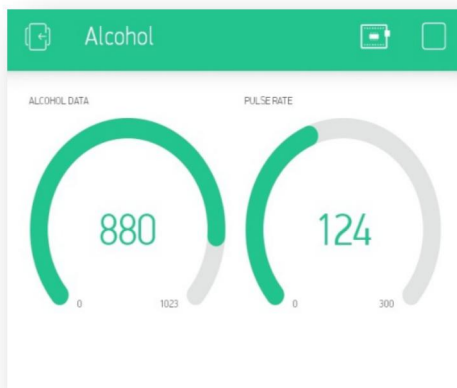 Alcohol
ALCOHOL DATA
PULSE RATE
880
124
0
1023
0
300